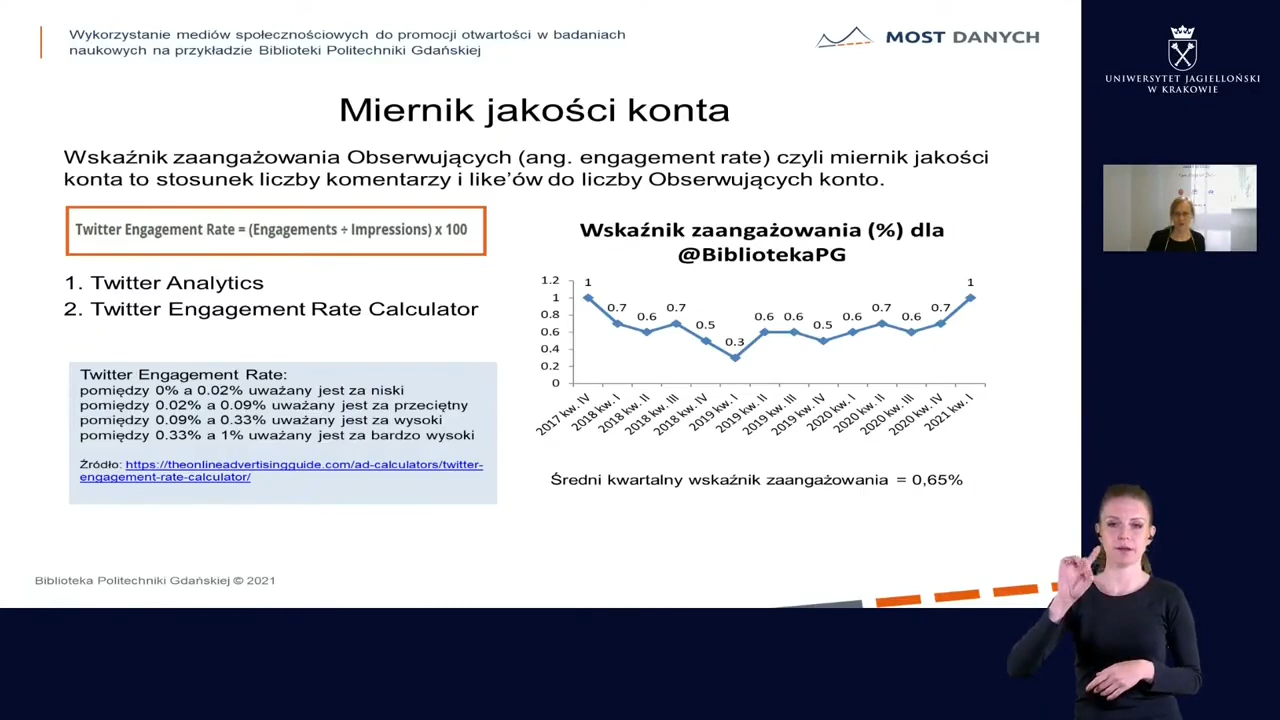 Wykorzystanie mediów społecznościowych do promocji otwartości w badaniach
naukowych na przykładzie Biblioteki Politechniki Gdańskiej
MOST DANYCH
UNIWERSYTET JAGIELLOŃSKI
W KRAKOWIE
Miernik jakości konta
Wskaźnik zaangażowania Obserwujących (ang. engagement rate) czyli miernik jakości
konta to stosunek liczby komentarzy i like’ów do liczby Obserwujących konto.
Twitter Engagement Rate = (Engagements ÷ Impressions) x 100
1. Twitter Analytics
2. Twitter Engagement Rate Calculator
Twitter Engagement Rate:
pomiędzy 0% a 0.02% uważany jest za niski
pomiędzy 0.02% a 0.09% uważany jest za przeciętny
pomiędzy 0.09% a 0.33% uważany jest za wysoki
pomiędzy 0.33% a 1% uważany jest za bardzo wysoki
Źródło: https://theonlineadvertisingguide.com/ad-calculators/twitter-
engagement-rate-calculator/
Wskaźnik zaangażowania (%) dla
@BibliotekaPG
1.2
1
0.8
0.6
0.4
0.2
0
1
0.7
0.6
0.7
0.5
0.3
0.6
0.6
0.5
0.6
0.7
0.6
0.7
1
2017 kw. IV
2018 kw. I
2018 kw. II
2018 kw. III
2018 kw. IV
2019 kw. I
2019 kw. II
2019 kw. III
2019 kw. IV
2020 kw. I
2020 kw. II
2020 kw. III
2020 kw. IV
2021 kw. I
Średni kwartalny wskaźnik zaangażowania = 0,65%
Biblioteka Politechniki Gdańskiej © 2021